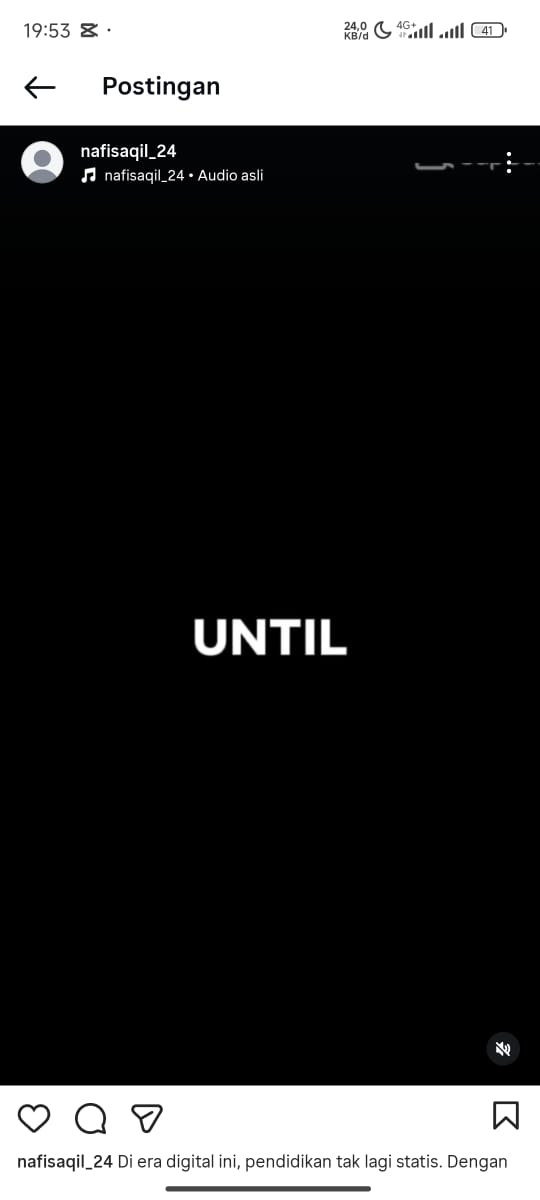 19:53
24,0
KB/d
4G+
41
Postingan
nafisaqil_24
nafisaqil_24 • Audio asli
UNTIL
nafisaqil_24 Di era digital ini, pendidikan tak lagi statis. Dengan